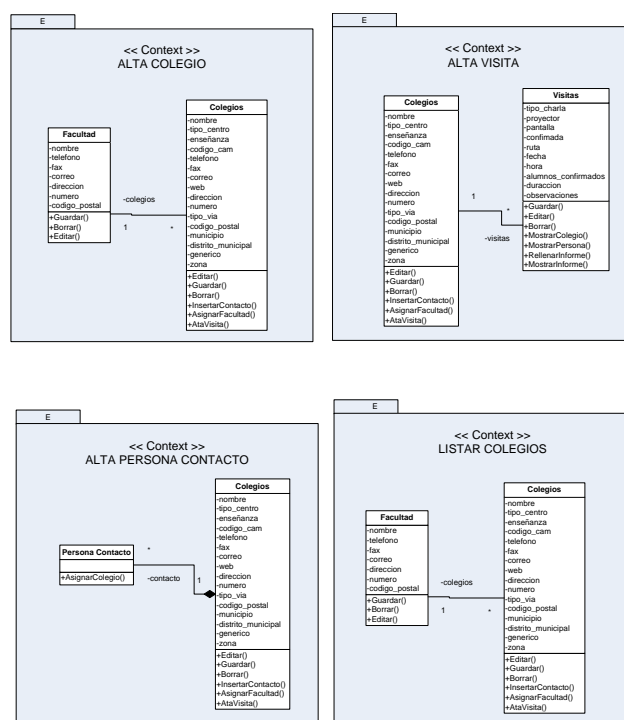 E
<< Context >>
ALTA COLEGIO
Facultad
-nombre
-telefono
-fax
-correo
-direccion
-numero
-codigo_postal
+Guardar()
+Borrar()
+Editar()
-colegios
1
*
Colegios
-nombre
-tipo_centro
-enseñanza
-codigo_cam
-telefono
-fax
-correo
-web
-direccion
-numero
-tipo_via
-codigo_postal
-municipio
-distrito_municipal
-generico
-zona
+Editar()
+Guardar()
+Borrar()
+InsertarContacto()
+AsignarFacultad()
+AtaVisita()
E
<< Context >>
ALTA VISITA
Colegios
-nombre
-tipo_centro
-enseñanza
-codigo_cam
-telefono
-fax
-correo
-web
-direccion
-numero
-tipo_via
-codigo_postal
-municipio
-distrito_municipal
-generico
-zona
+Editar()
+Guardar()
+Borrar()
+InsertarContacto()
+AsignarFacultad()
+AtaVisita()
1
*
-visitas
Visitas
-tipo_charla
-proyector
-pantalla
-confimada
-ruta
-fecha
-hora
-alumnos_confirmados
-duraccion
-observaciones
+Guardar()
+Editar()
+Borrar()
+MostrarColegio()
+MostrarPersona()
+RellenarInforme()
+MostrarInforme()
E
<< Context >>
ALTA PERSONA CONTACTO
Persona Contacto
+AsignarColegio()
*
-contacto
1
Colegios
-nombre
-tipo_centro
-enseñanza
-codigo_cam
-telefono
-fax
-correo
-web
-direccion
-numero
-tipo_via
-codigo_postal
-municipio
-distrito_municipal
-generico
-zona
+Editar()
+Guardar()
+Borrar()
+InsertarContacto()
+AsignarFacultad()
+AtaVisita()
E
<< Context >>
LISTAR COLEGIOS
Facultad
-nombre
-telefono
-fax
-correo
-direccion
-numero
-codigo_postal
+Guardar()
+Borrar()
+Editar()
-colegios
1
*
Colegios
-nombre
-tipo_centro
-enseñanza
-codigo_cam
-telefono
-fax
-correo
-web
-direccion
-numero
-tipo_via
-codigo_postal
-municipio
-distrito_municipal
-generico
-zona
+Editar()
+Guardar()
+Borrar()
+InsertarContacto()
+AsignarFacultad()
+AtaVisita()